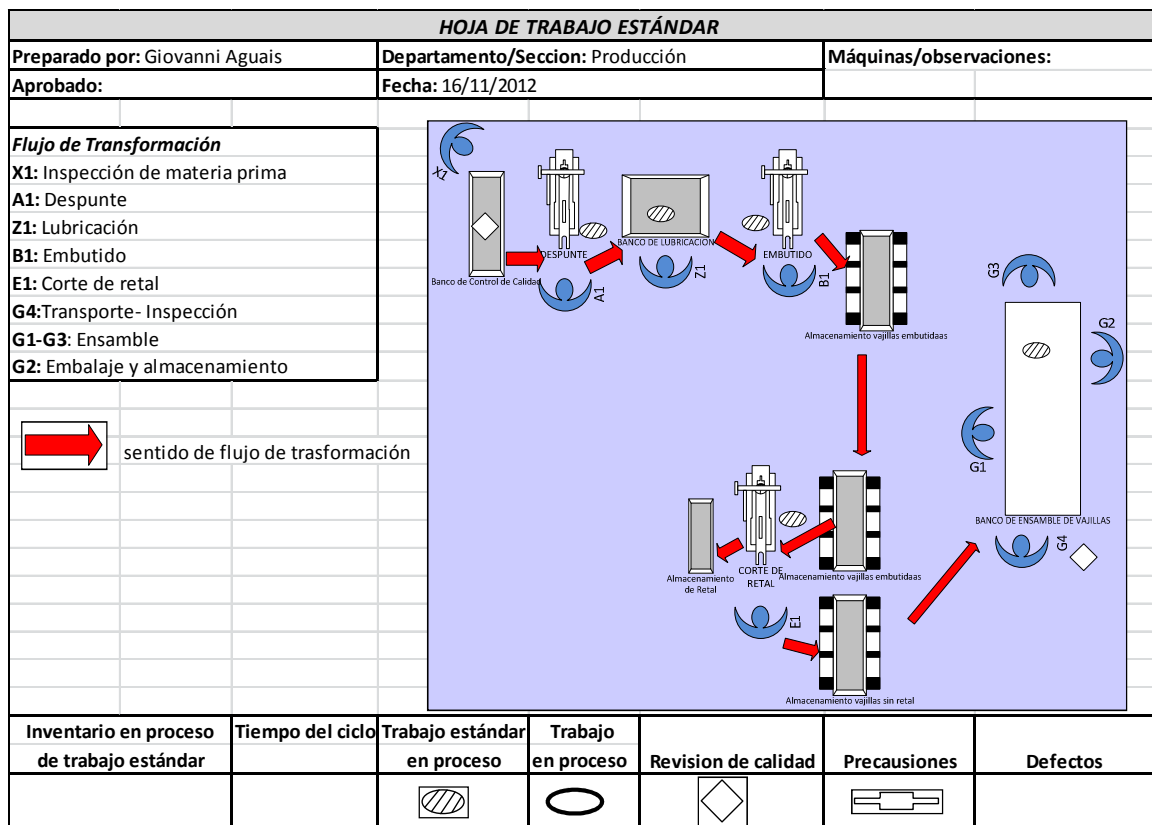 HOJA DE TRABAJO ESTÁNDAR
Preparado por: Giovanni Aguais
Departamento/Seccion: Producción
Máquinas/observaciones:
Aprobado:
Fecha: 16/11/2012
Flujo de Transformación
X1: Inspección de materia prima
A1: Despunte
Z1: Lubricación
B1: Embutido
E1: Corte de retal
G4:Transporte- Inspección
G1-G3: Ensamble
G2: Embalaje y almacenamiento
sentido de flujo de trasformación
X1
Banco de Control de Calidad
DESPUNTE
A1
BANCO DE LUBRICACION
Z1
EMBUTIDO
B1
Almacenamiento vajillas embutidaas
G3
G2
G1
BANCO DE ENSAMBLE DE VAJILLAS
G4
Almacenamiento
de Retal
CORTE DE
RETAL
Almacenamiento vajillas embutidaas
E1
Almacenamiento vajillas sin retal
Inventario en proceso
de trabajo estándar
Tiempo del ciclo
Trabajo estándar
en proceso
Trabajo
en proceso
Revision de calidad
Precausiones
Defectos